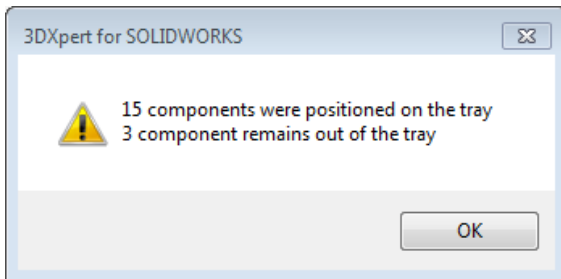 3DXpert for SOLIDWORKS
15 components were positioned on the tray
3 component remains out of the tray
OK